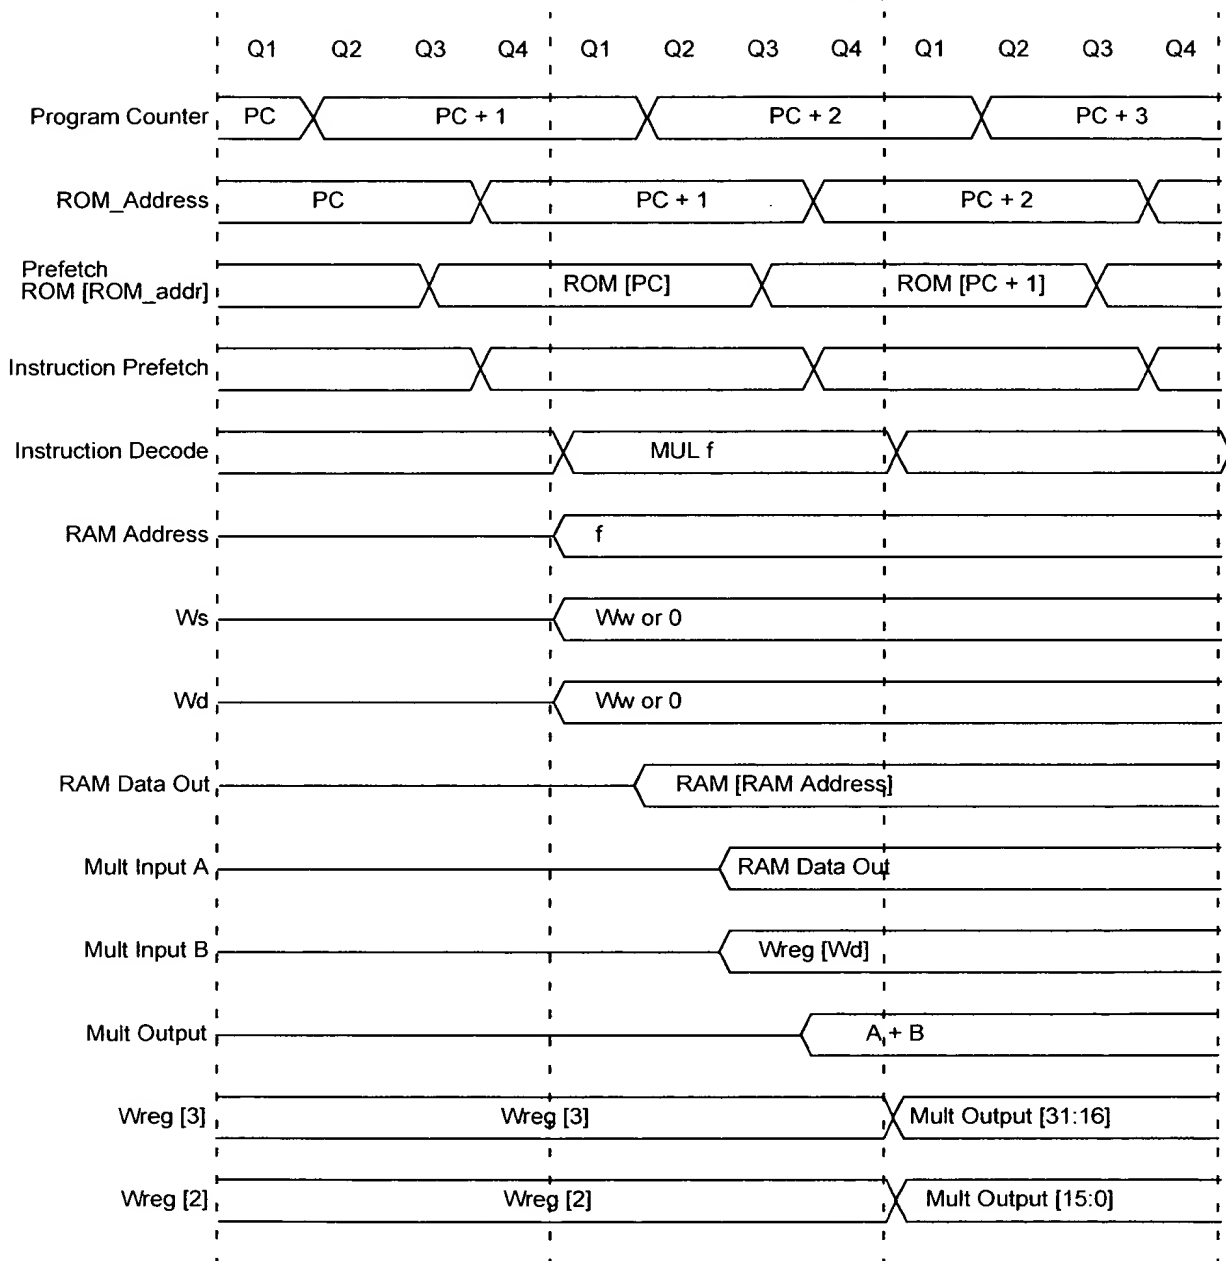 Q1 Q2 Q3 Q4 Q1 Q2 Q3 Q4 Q1 Q2 Q3 Q4
Program Counter PC PC + 1 PC + 2 PC + 3
ROM_Address PC PC + 1 PC + 2
Prefetch
ROM [ROM_addr] ROM [PC] ROM [PC + 1]
Instruction Prefetch
Instruction Decode MUL f
RAM Address f
Ws Ww or 0
Wd Ww or 0
RAM Data Out RAM [RAM Address]
Mult Input A RAM Data Out
Mult Input B Wreg [Wd]
Mult Output A + B
Wreg [3] Wreg [3] Mult Output [31:16]
Wreg [2] Wreg [2] Mult Output [15:0]